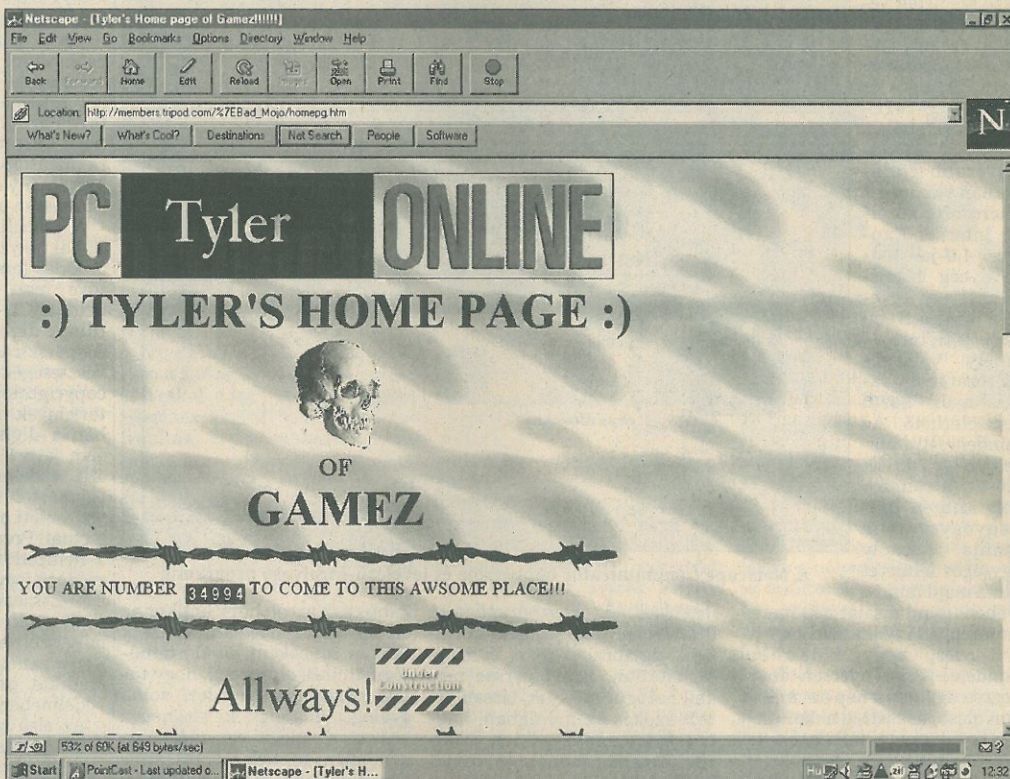 Netscape - [Tyler's Home page of Gamez!!!!!!]
File Edit View Go Bookmarks Options Directory Window Help
Back Forward Home Edit Reload Images Open Print Find Stop
Location: http://members.tripod.com/%7EBad_Mojo/homepg.htm
N
What's New? What's Cool? Destinations Net Search People Software
PC Tyler ONLINE
:) TYLER'S HOME PAGE :)
OF
GAMEZ
YOU ARE NUMBER 34994 TO COME TO THIS AWSOME PLACE!!!
Allways!
under
Construction
53% of 60K (at 649 bytes/sec)
Start PointCast - Last updated o... Netscape - [Tyler's H... Hu 12:32